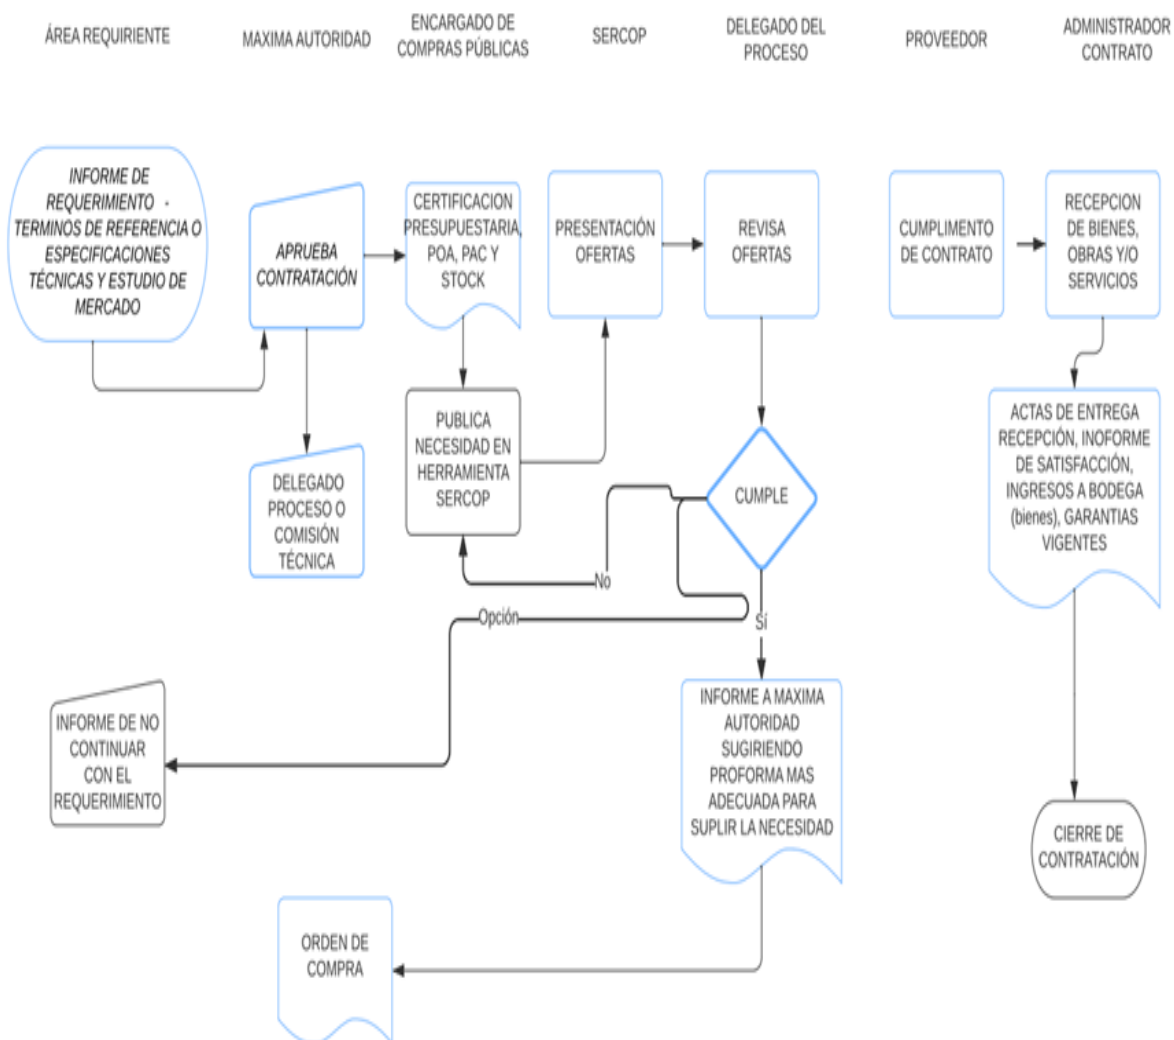 ÁREA REQUIRIENTE
MAXIMA AUTORIDAD
ENCARGADO DE
COMPRAS PÚBLICAS
SERCOP
DELEGADO DEL
PROCESO
PROVEEDOR
ADMINISTRADOR
CONTRATO
INFORME DE
REQUERIMIENTO -
TERMINOS DE REFERENCIA O
ESPECIFICACIONES
TÉCNICAS Y ESTUDIO DE
MERCADO
APRUEBA
CONTRATACIÓN
CERTIFICACION
PRESUPUESTARIA,
POA, PAC Y
STOCK
PRESENTACIÓN
OFERTAS
REVISA
OFERTAS
CUMPLIMENTO
DE CONTRATO
RECEPCION
DE BIENES,
OBRAS Y/O
SERVICIOS
DELEGADO
PROCESO O
COMISIÓN
TÉCNICA
PUBLICA
NECESIDAD EN
HERRAMIENTA
SERCOP
CUMPLE
ACTAS DE ENTREGA
RECEPCIÓN, INOFORME
DE SATISFACCIÓN,
INGRESOS A BODEGA
(bienes), GARANTIAS
VIGENTES
No
Opción
Sí
INFORME DE NO
CONTINUAR
CON EL
REQUERIMIENTO
INFORME A MAXIMA
AUTORIDAD
SUGIRIENDO
PROFORMA MAS
ADECUADA PARA
SUPLIR LA NECESIDAD
CIERRE DE
CONTRATACIÓN
ORDEN DE
COMPRA